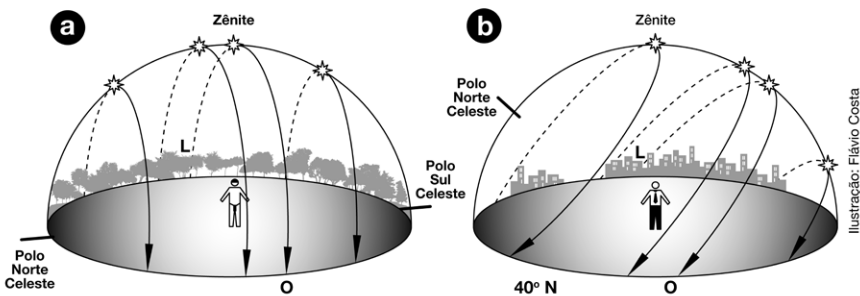 a
Zênite
L
Polo
Sul
Celeste
Polo
Norte
Celeste
O
b
Zênite
Polo
Norte
Celeste
L
40º N
O
Ilustração: Flávio Costa